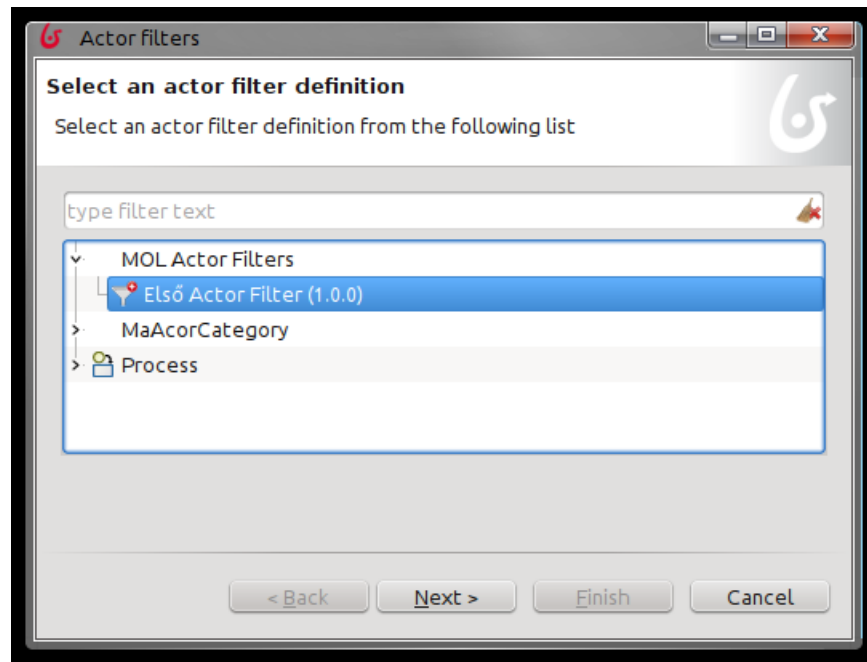 Actor filters
Select an actor filter definition
Select an actor filter definition from the following list
type filter text
MOL Actor Filters
Első Actor Filter (1.0.0)
MaAcorCategory
Process
< Back Next > Finish Cancel